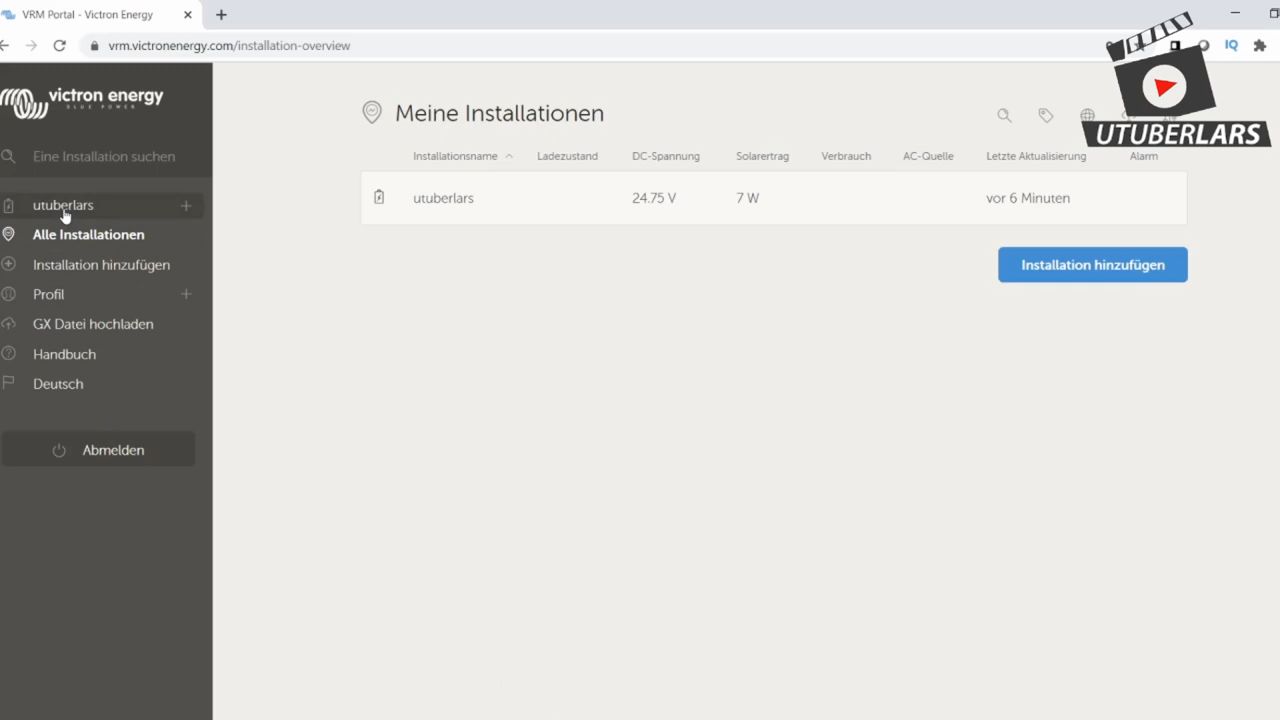 VRM Portal - Victron Energy
vrm.victronenergy.com/installation-overview
IQ
victron energy
BLUE POWER
Eine Installation suchen
utuberlars
Alle Installationen
Installation hinzufügen
Profil
GX Datei hochladen
Handbuch
Deutsch
Abmelden
Meine Installationen
Installationsname Ladezustand DC-Spannung Solarertrag Verbrauch AC-Quelle Letzte Aktualisierung Alarm
utuberlars 24.75 V 7 W vor 6 Minuten
Installation hinzufügen
UTUBERLARS